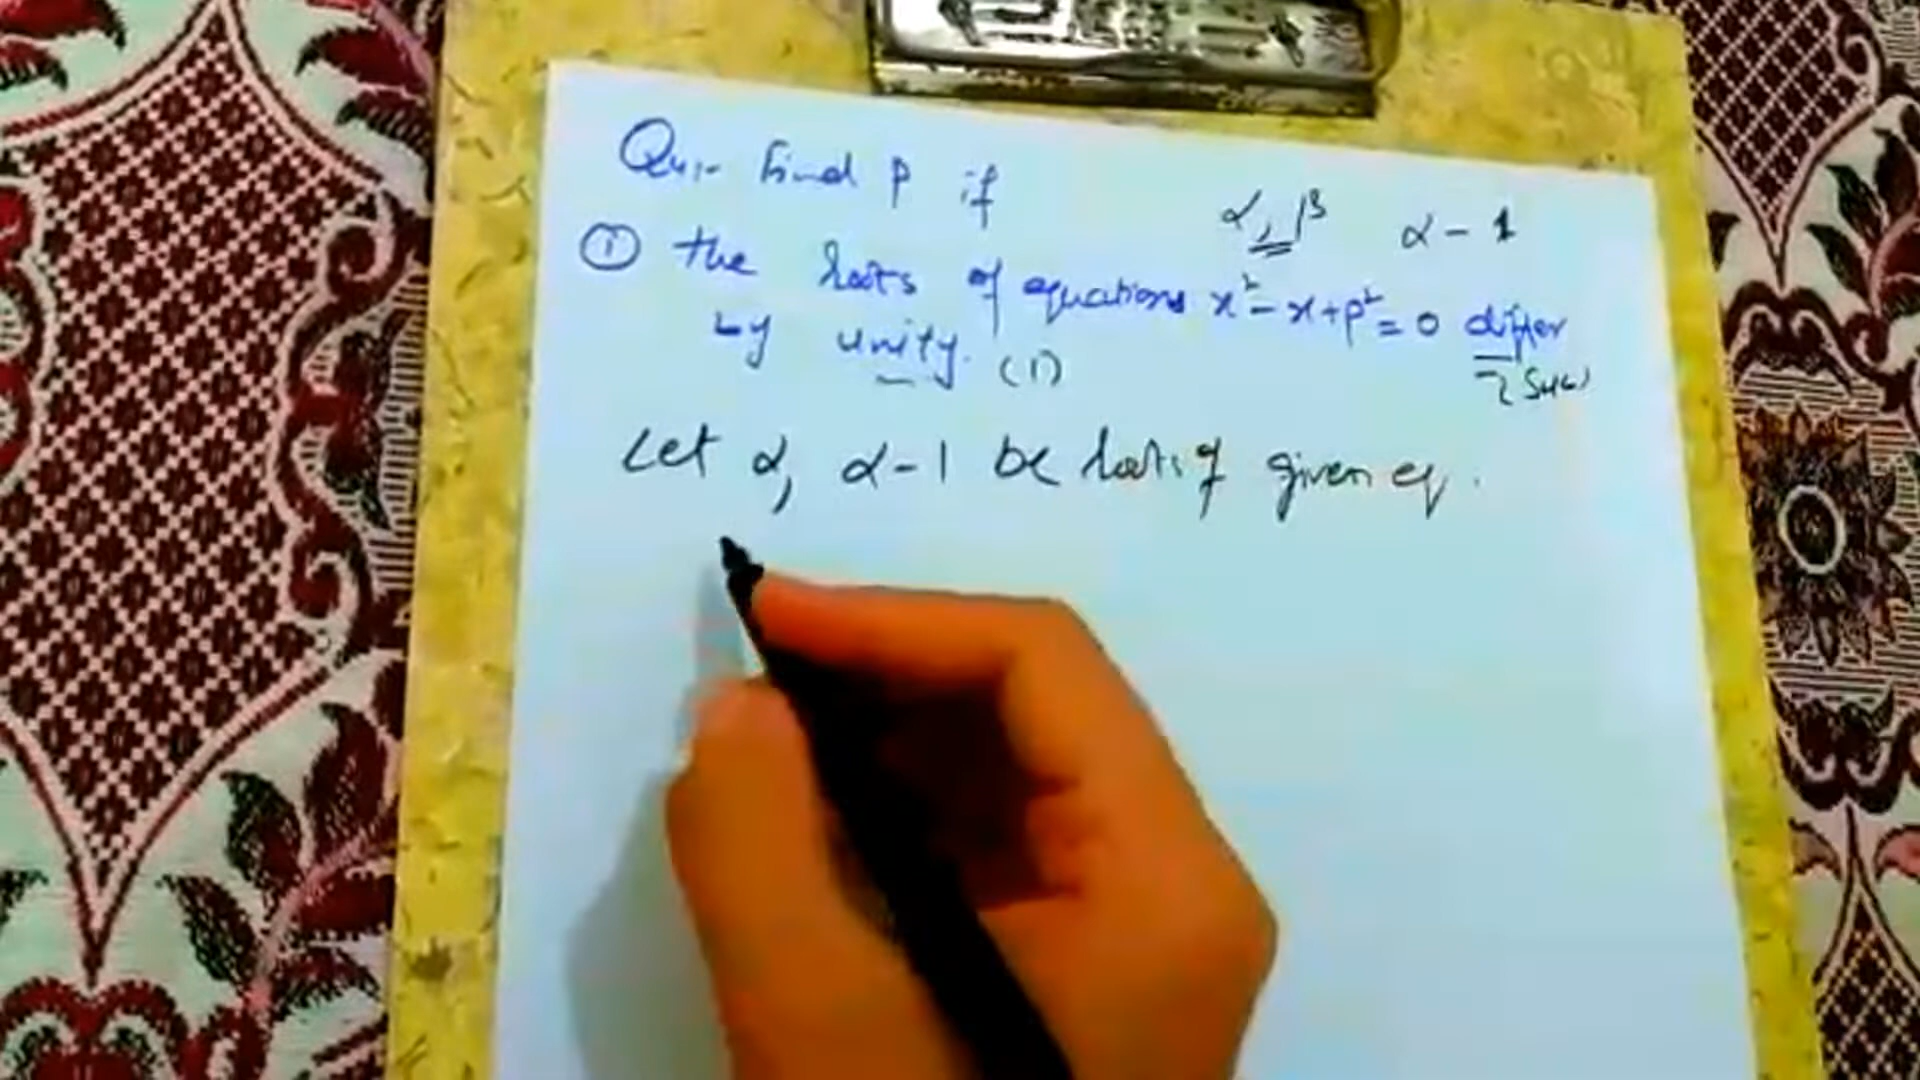 Qu:- Find P if
α, β α - 1
① the roots of equations x² - x + p² = 0 differ
by unity. (1)
Let α, α-1 be roots of given eq.